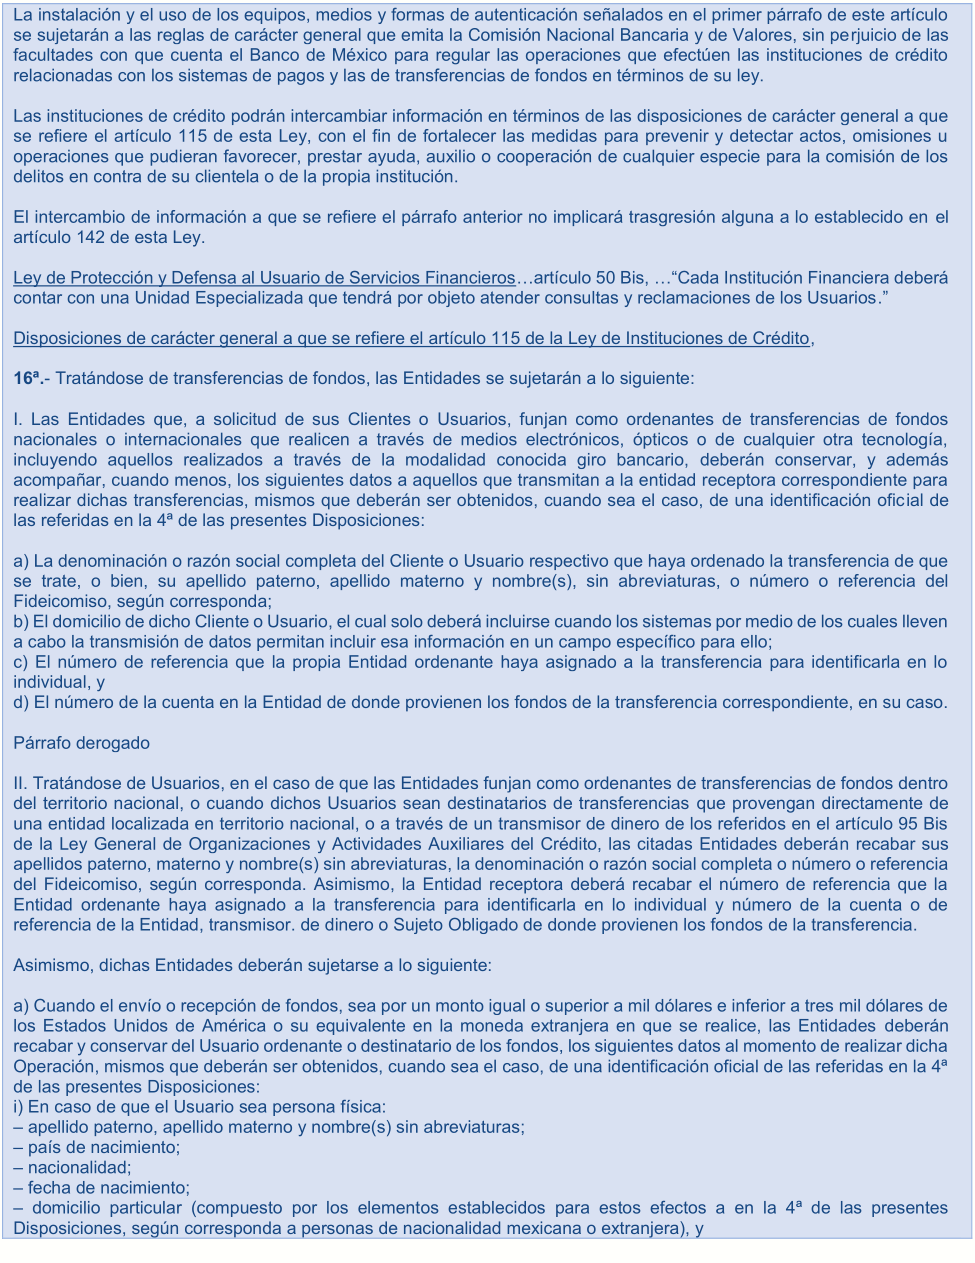 La instalación y el uso de los equipos, medios y formas de autenticación señalados en el primer párrafo de este artículo
se sujetarán a las reglas de carácter general que emita la Comisión Nacional Bancaria y de Valores, sin perjuicio de las
facultades con que cuenta el Banco de México para regular las operaciones que efectúen las instituciones de crédito
relacionadas con los sistemas de pagos y las de transferencias de fondos en términos de su ley.
Las instituciones de crédito podrán intercambiar información en términos de las disposiciones de carácter general a que
se refiere el artículo 115 de esta Ley, con el fin de fortalecer las medidas para prevenir y detectar actos, omisiones u
operaciones que pudieran favorecer, prestar ayuda, auxilio o cooperación de cualquier especie para la comisión de los
delitos en contra de su clientela o de la propia institución.
El intercambio de información a que se refiere el párrafo anterior no implicará trasgresión alguna a lo establecido en el
artículo 142 de esta Ley.
Ley de Protección y Defensa al Usuario de Servicios Financieros…artículo 50 Bis, …“Cada Institución Financiera deberá
contar con una Unidad Especializada que tendrá por objeto atender consultas y reclamaciones de los Usuarios.”
Disposiciones de carácter general a que se refiere el artículo 115 de la Ley de Instituciones de Crédito,
16ª.- Tratándose de transferencias de fondos, las Entidades se sujetarán a lo siguiente:
I. Las Entidades que, a solicitud de sus Clientes o Usuarios, funjan como ordenantes de transferencias de fondos
nacionales o internacionales que realicen a través de medios electrónicos, ópticos o de cualquier otra tecnología,
incluyendo aquellos realizados a través de la modalidad conocida giro bancario, deberán conservar, y además
acompañar, cuando menos, los siguientes datos a aquellos que transmitan a la entidad receptora correspondiente para
realizar dichas transferencias, mismos que deberán ser obtenidos, cuando sea el caso, de una identificación oficial de
las referidas en la 4ª de las presentes Disposiciones:
a) La denominación o razón social completa del Cliente o Usuario respectivo que haya ordenado la transferencia de que
se trate, o bien, su apellido paterno, apellido materno y nombre(s), sin abreviaturas, o número o referencia del
Fideicomiso, según corresponda;
b) El domicilio de dicho Cliente o Usuario, el cual solo deberá incluirse cuando los sistemas por medio de los cuales lleven
a cabo la transmisión de datos permitan incluir esa información en un campo específico para ello;
c) El número de referencia que la propia Entidad ordenante haya asignado a la transferencia para identificarla en lo
individual, y
d) El número de la cuenta en la Entidad de donde provienen los fondos de la transferencia correspondiente, en su caso.
Párrafo derogado
II. Tratándose de Usuarios, en el caso de que las Entidades funjan como ordenantes de transferencias de fondos dentro
del territorio nacional, o cuando dichos Usuarios sean destinatarios de transferencias que provengan directamente de
una entidad localizada en territorio nacional, o a través de un transmisor de dinero de los referidos en el artículo 95 Bis
de la Ley General de Organizaciones y Actividades Auxiliares del Crédito, las citadas Entidades deberán recabar sus
apellidos paterno, materno y nombre(s) sin abreviaturas, la denominación o razón social completa o número o referencia
del Fideicomiso, según corresponda. Asimismo, la Entidad receptora deberá recabar el número de referencia que la
Entidad ordenante haya asignado a la transferencia para identificarla en lo individual y número de la cuenta o de
referencia de la Entidad, transmisor. de dinero o Sujeto Obligado de donde provienen los fondos de la transferencia.
Asimismo, dichas Entidades deberán sujetarse a lo siguiente:
a) Cuando el envío o recepción de fondos, sea por un monto igual o superior a mil dólares e inferior a tres mil dólares de
los Estados Unidos de América o su equivalente en la moneda extranjera en que se realice, las Entidades deberán
recabar y conservar del Usuario ordenante o destinatario de los fondos, los siguientes datos al momento de realizar dicha
Operación, mismos que deberán ser obtenidos, cuando sea el caso, de una identificación oficial de las referidas en la 4ª
de las presentes Disposiciones:
i) En caso de que el Usuario sea persona física:
– apellido paterno, apellido materno y nombre(s) sin abreviaturas;
– país de nacimiento;
– nacionalidad;
– fecha de nacimiento;
– domicilio particular (compuesto por los elementos establecidos para estos efectos a en la 4ª de las presentes
Disposiciones, según corresponda a personas de nacionalidad mexicana o extranjera), y